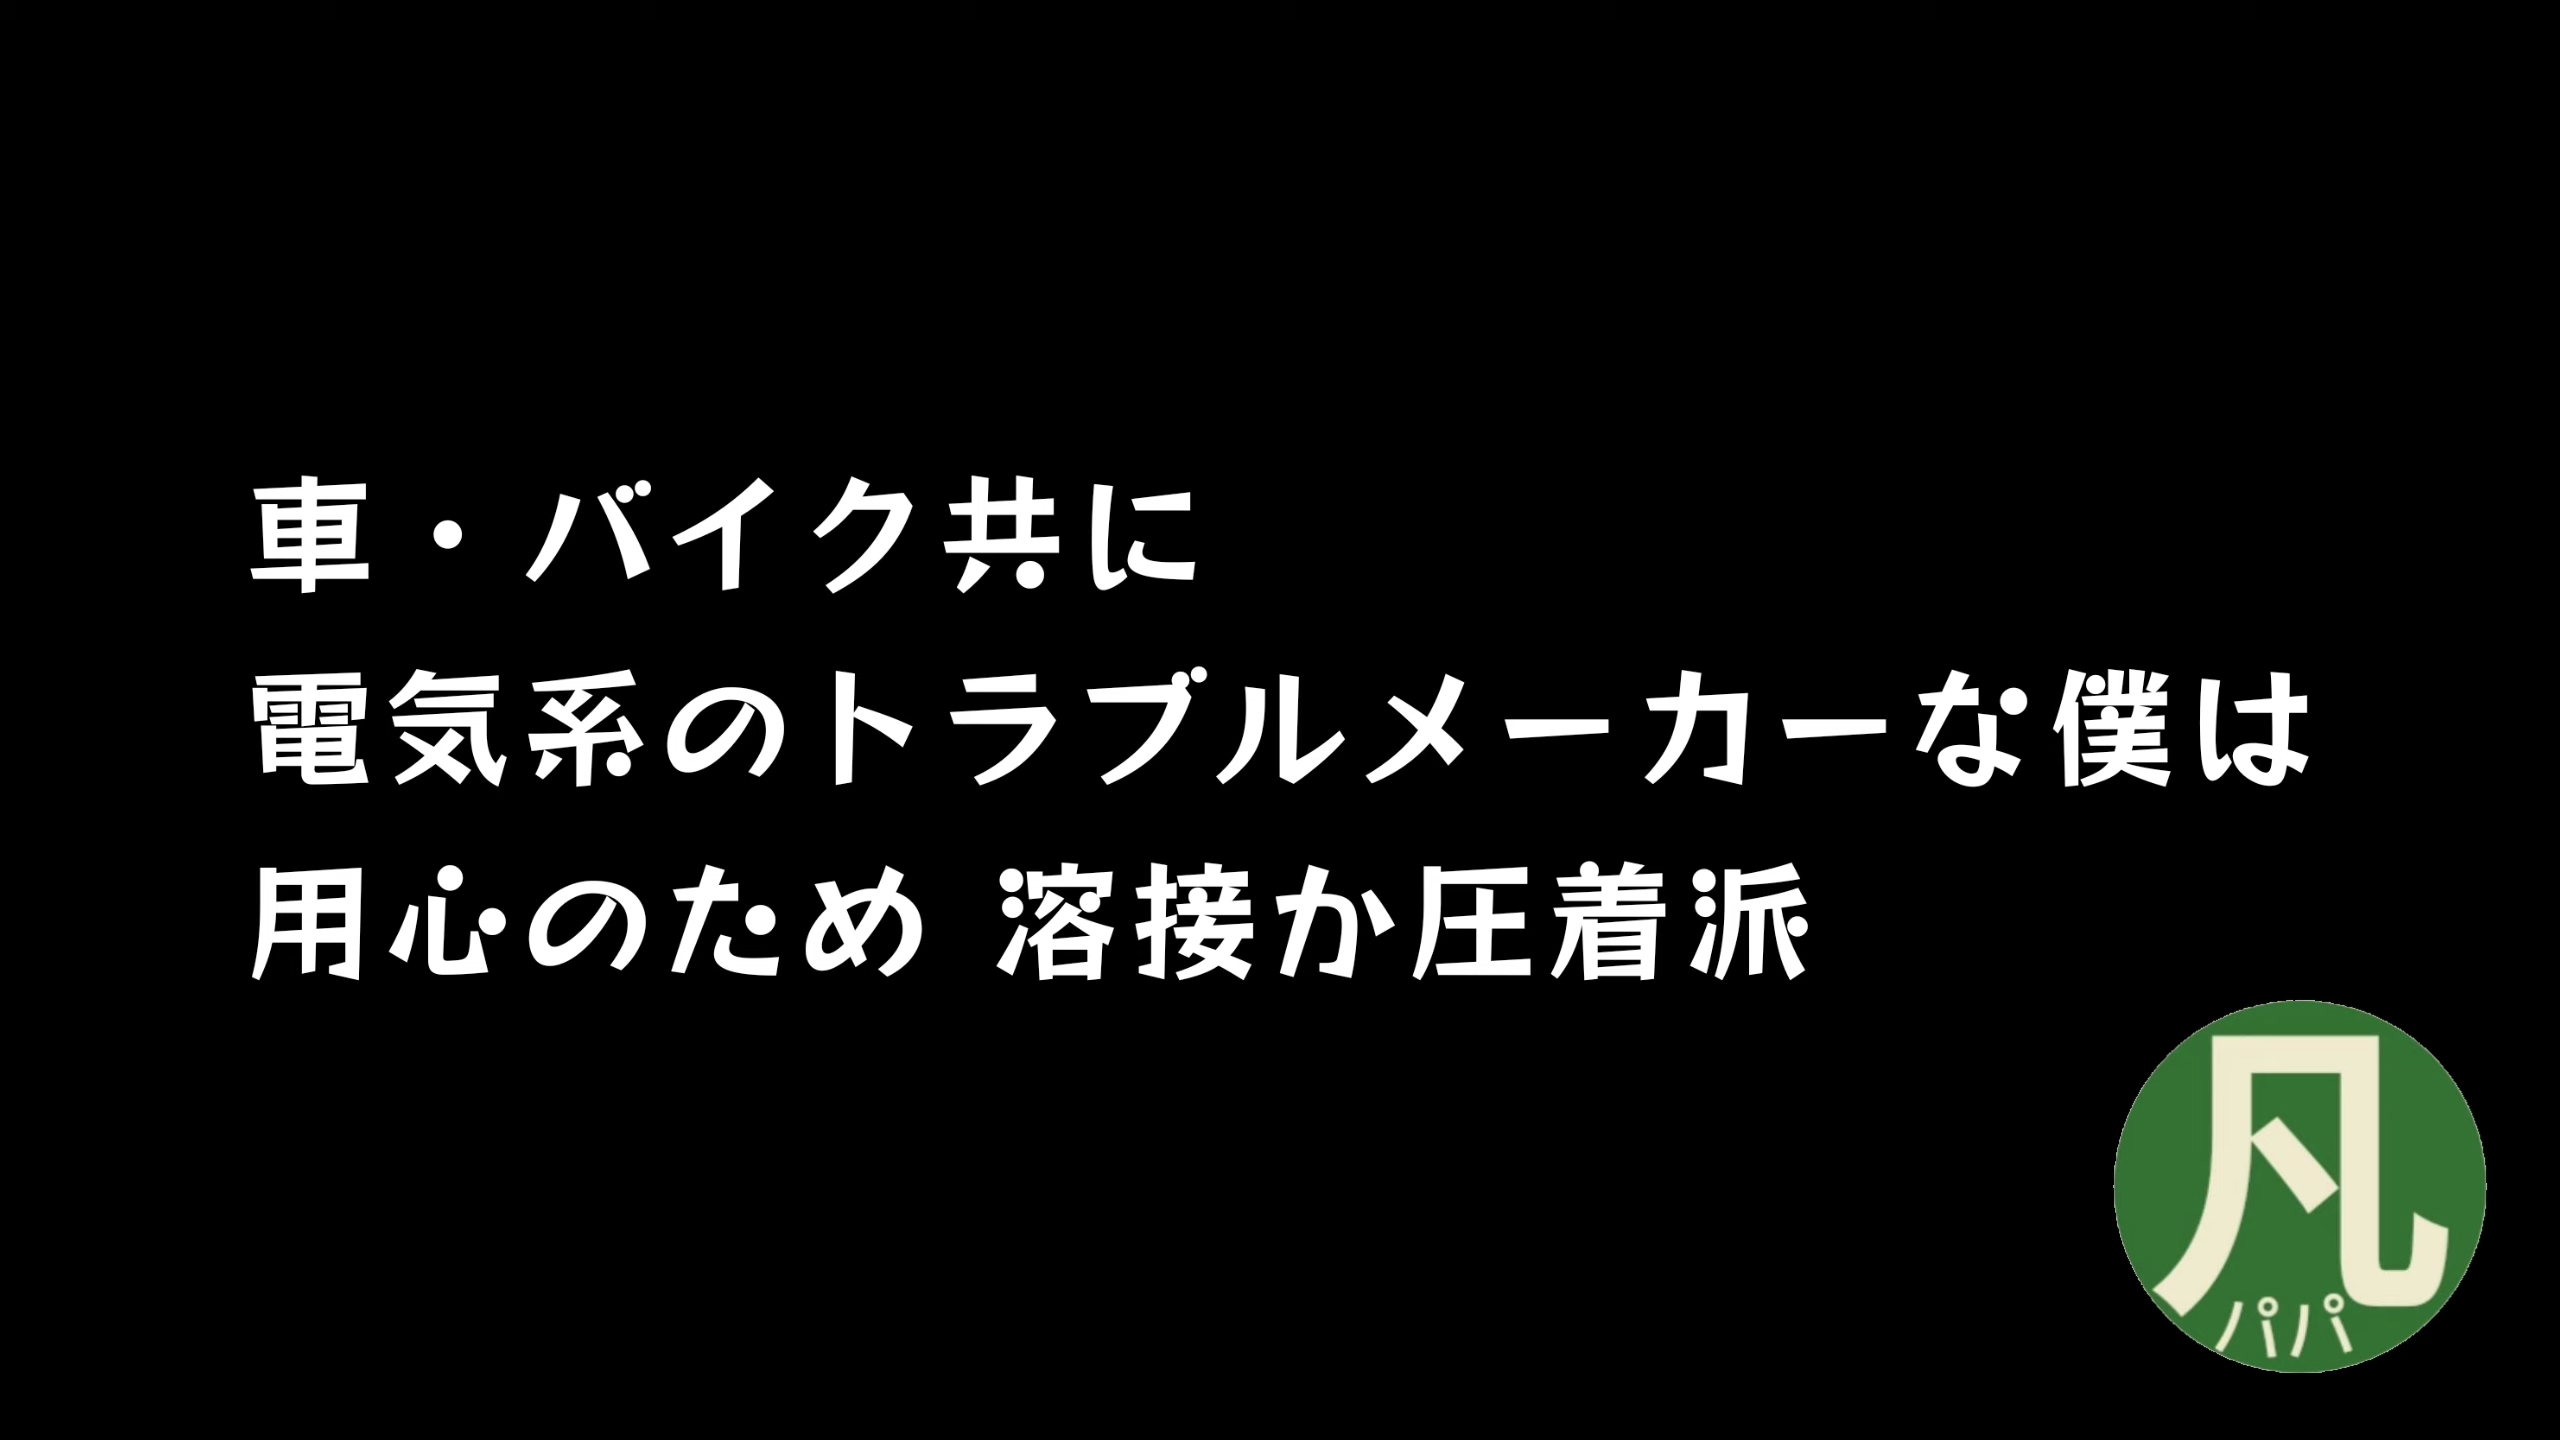 車・バイク共に
電気系のトラブルメーカーな僕は
用心のため 溶接か圧着派
凡
パパ